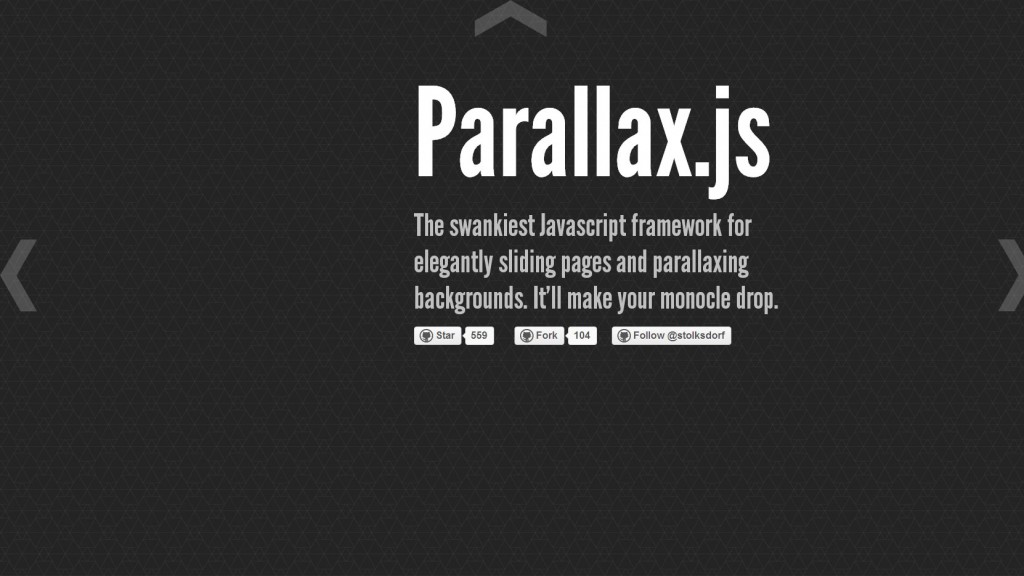 Parallax.js
The swankiest Javascript framework for
elegantly sliding pages and parallaxing
backgrounds. It’ll make your monocle drop.
Star 559 Fork 104 Follow @stolksdorf